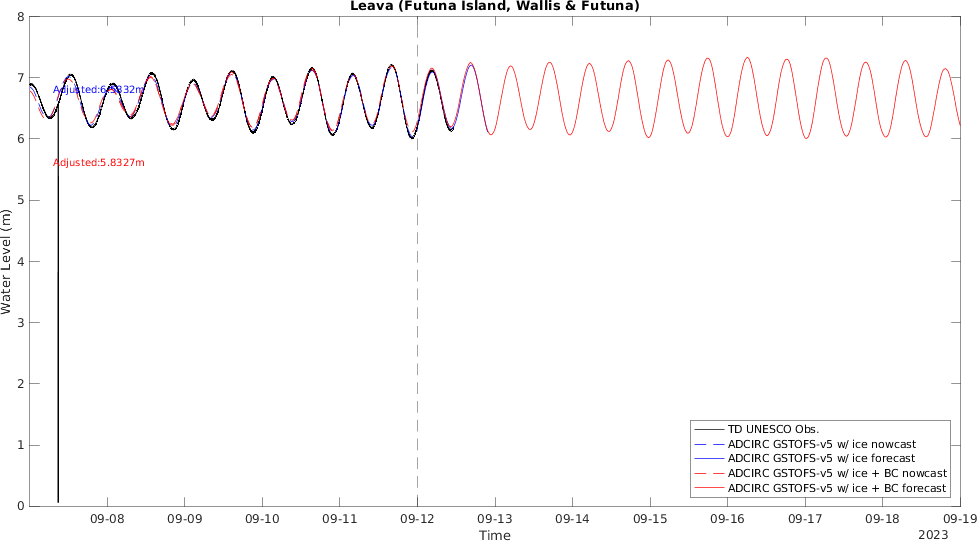 Leava (Futuna Island, Wallis & Futuna)
8
7
6
5
4
3
2
1
0
Water Level (m)
Adjusted:5.8327m
TD UNESCO Obs.
ADCIRC GSTOFS-v5 w/ ice nowcast
ADCIRC GSTOFS-v5 w/ ice forecast
ADCIRC GSTOFS-v5 w/ ice + BC nowcast
ADCIRC GSTOFS-v5 w/ ice + BC forecast
09-08
09-09
09-10
09-11
09-12
09-13
09-14
09-15
09-16
09-17
09-18
09-19
Time
2023